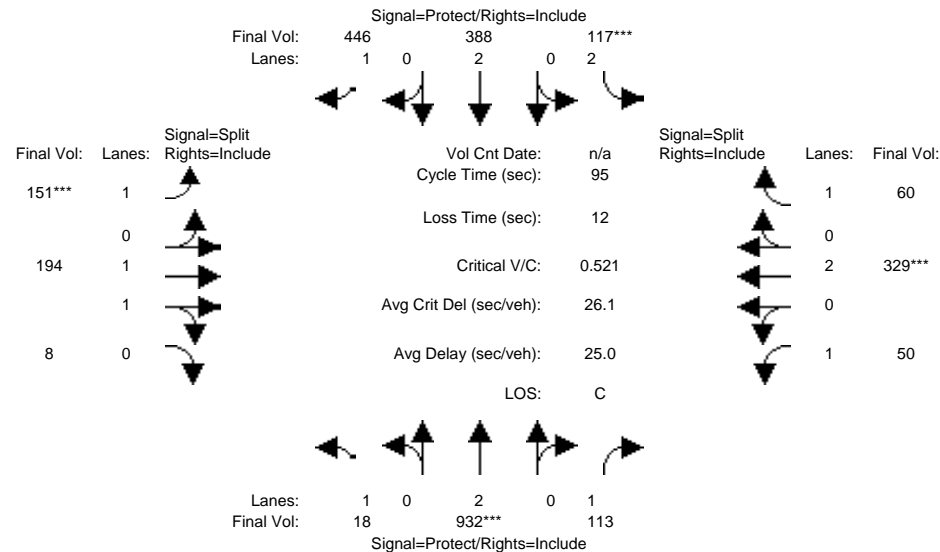 Signal=Protect/Rights=Include
Final Vol: 446 388 117***
Lanes: 1 0 2 0 2
Signal=Split Signal=Split
Final Vol: Lanes: Rights=Include Vol Cnt Date: n/a Rights=Include Lanes: Final Vol:
Cycle Time (sec): 95
151*** 1 1 60
Loss Time (sec): 12
0 0
194 1 Critical V/C: 0.521 2 329***
1 Avg Crit Del (sec/veh): 26.1 0
8 0 Avg Delay (sec/veh): 25.0 1 50
LOS: C
Lanes: 1 0 2 0 1
Final Vol: 18 932*** 113
Signal=Protect/Rights=Include